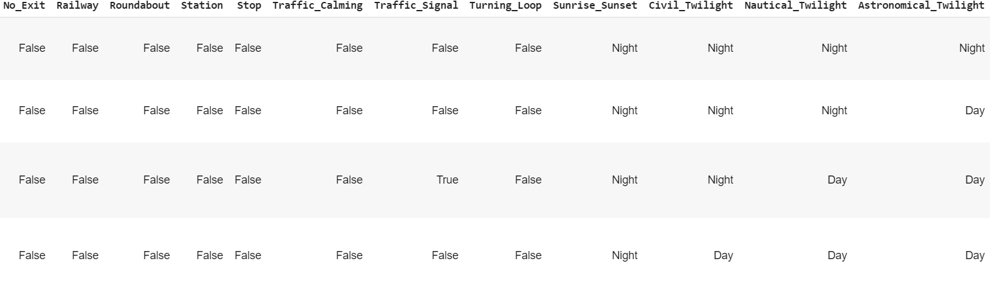 No_Exit Railway Roundabout Station Stop Traffic_Calming Traffic_Signal Turning_Loop Sunrise_Sunset Civil_Twilight Nautical_Twilight Astronomical_Twilight
False False False False False False False False Night Night Night Night
False False False False False False False False Night Night Night Day
False False False False False False True False Night Night Day Day
False False False False False False False False Night Day Day Day